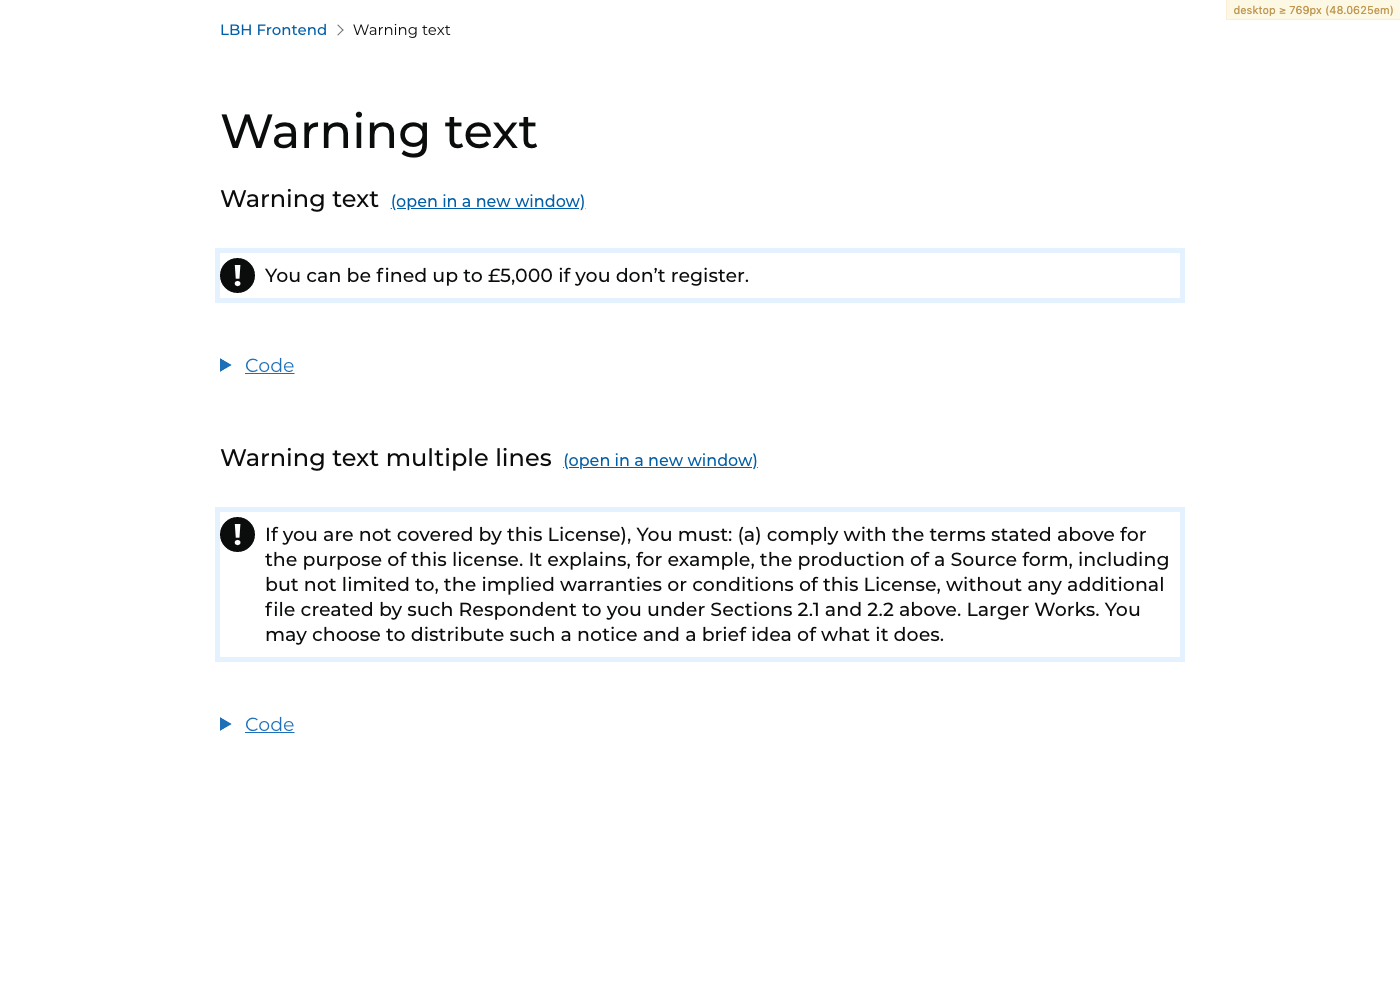 desktop ≥ 769px (48.0625em)
LBH Frontend > Warning text
Warning text
Warning text (open in a new window)
! You can be fined up to £5,000 if you don’t register.
Code
Warning text multiple lines (open in a new window)
! If you are not covered by this License), You must: (a) comply with the terms stated above for
the purpose of this license. It explains, for example, the production of a Source form, including
but not limited to, the implied warranties or conditions of this License, without any additional
file created by such Respondent to you under Sections 2.1 and 2.2 above. Larger Works. You
may choose to distribute such a notice and a brief idea of what it does.
Code